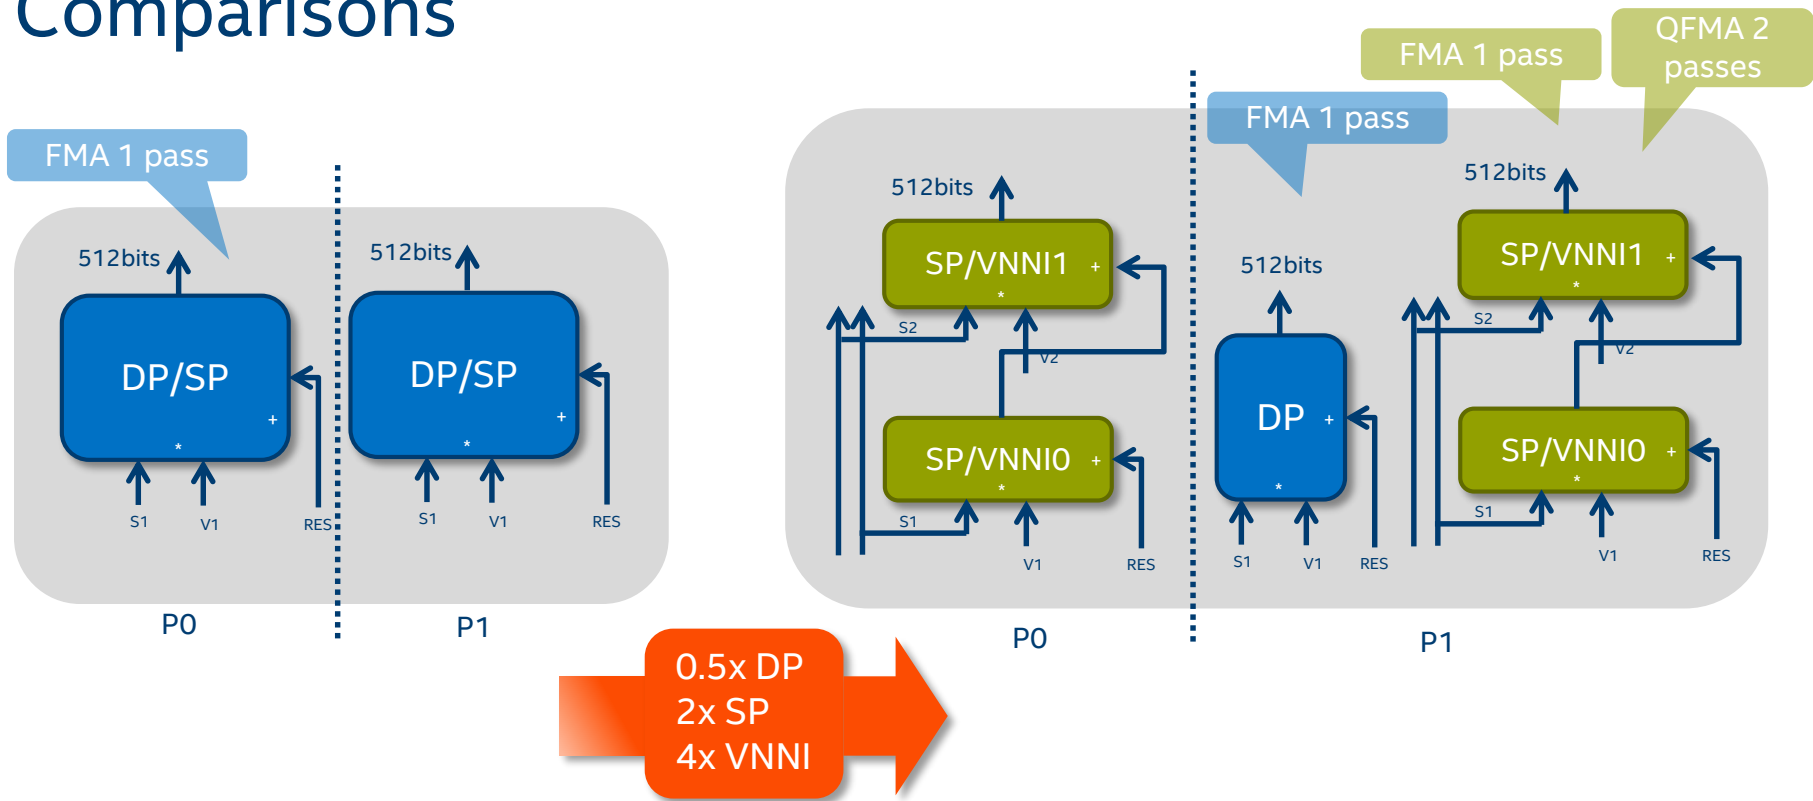 Comparisons
FMA 1 pass
512bits
512bits
DP/SP
+
*
DP/SP
+
*
S1
V1
RES
S1
V1
RES
P0
P1
0.5x DP
2x SP
4x VNNI
FMA 1 pass
FMA 1 pass
QFMA 2
passes
512bits
SP/VNNI1
+
*
S2
V2
SP/VNNI0
+
*
S1
V1
RES
P0
512bits
DP
+
*
S1
V1
RES
512bits
SP/VNNI1
+
*
S2
V2
SP/VNNI0
+
*
S1
V1
RES
P1